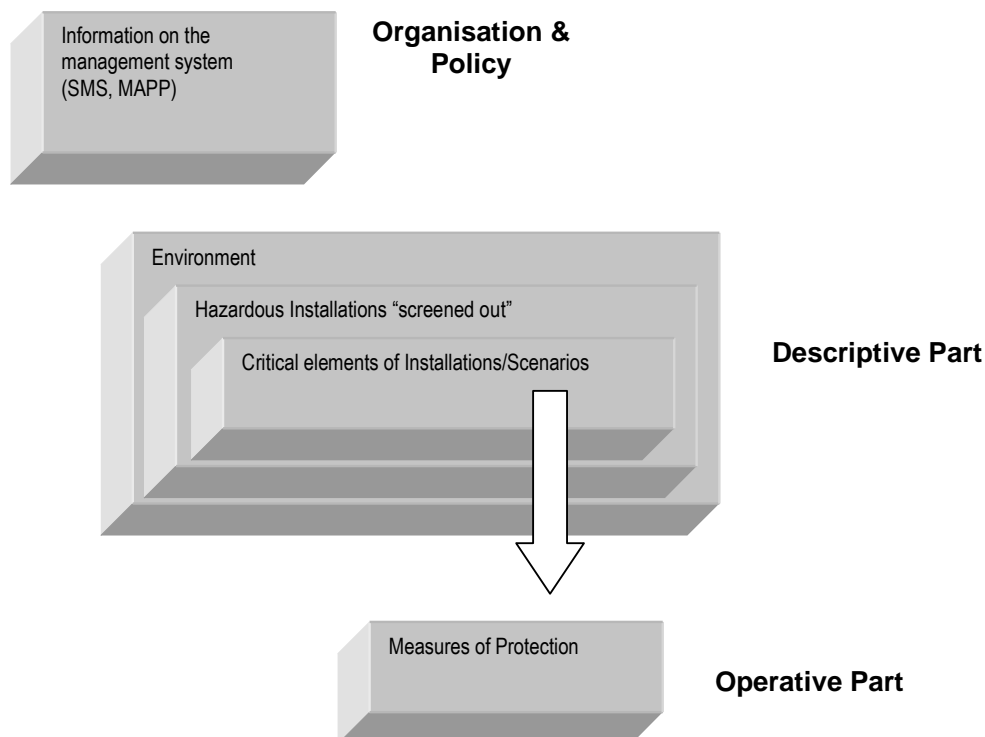 Information on the
management system
(SMS, MAPP)
Organisation &
Policy
Environment
Hazardous Installations “screened out”
Critical elements of Installations/Scenarios
Descriptive Part
Measures of Protection
Operative Part